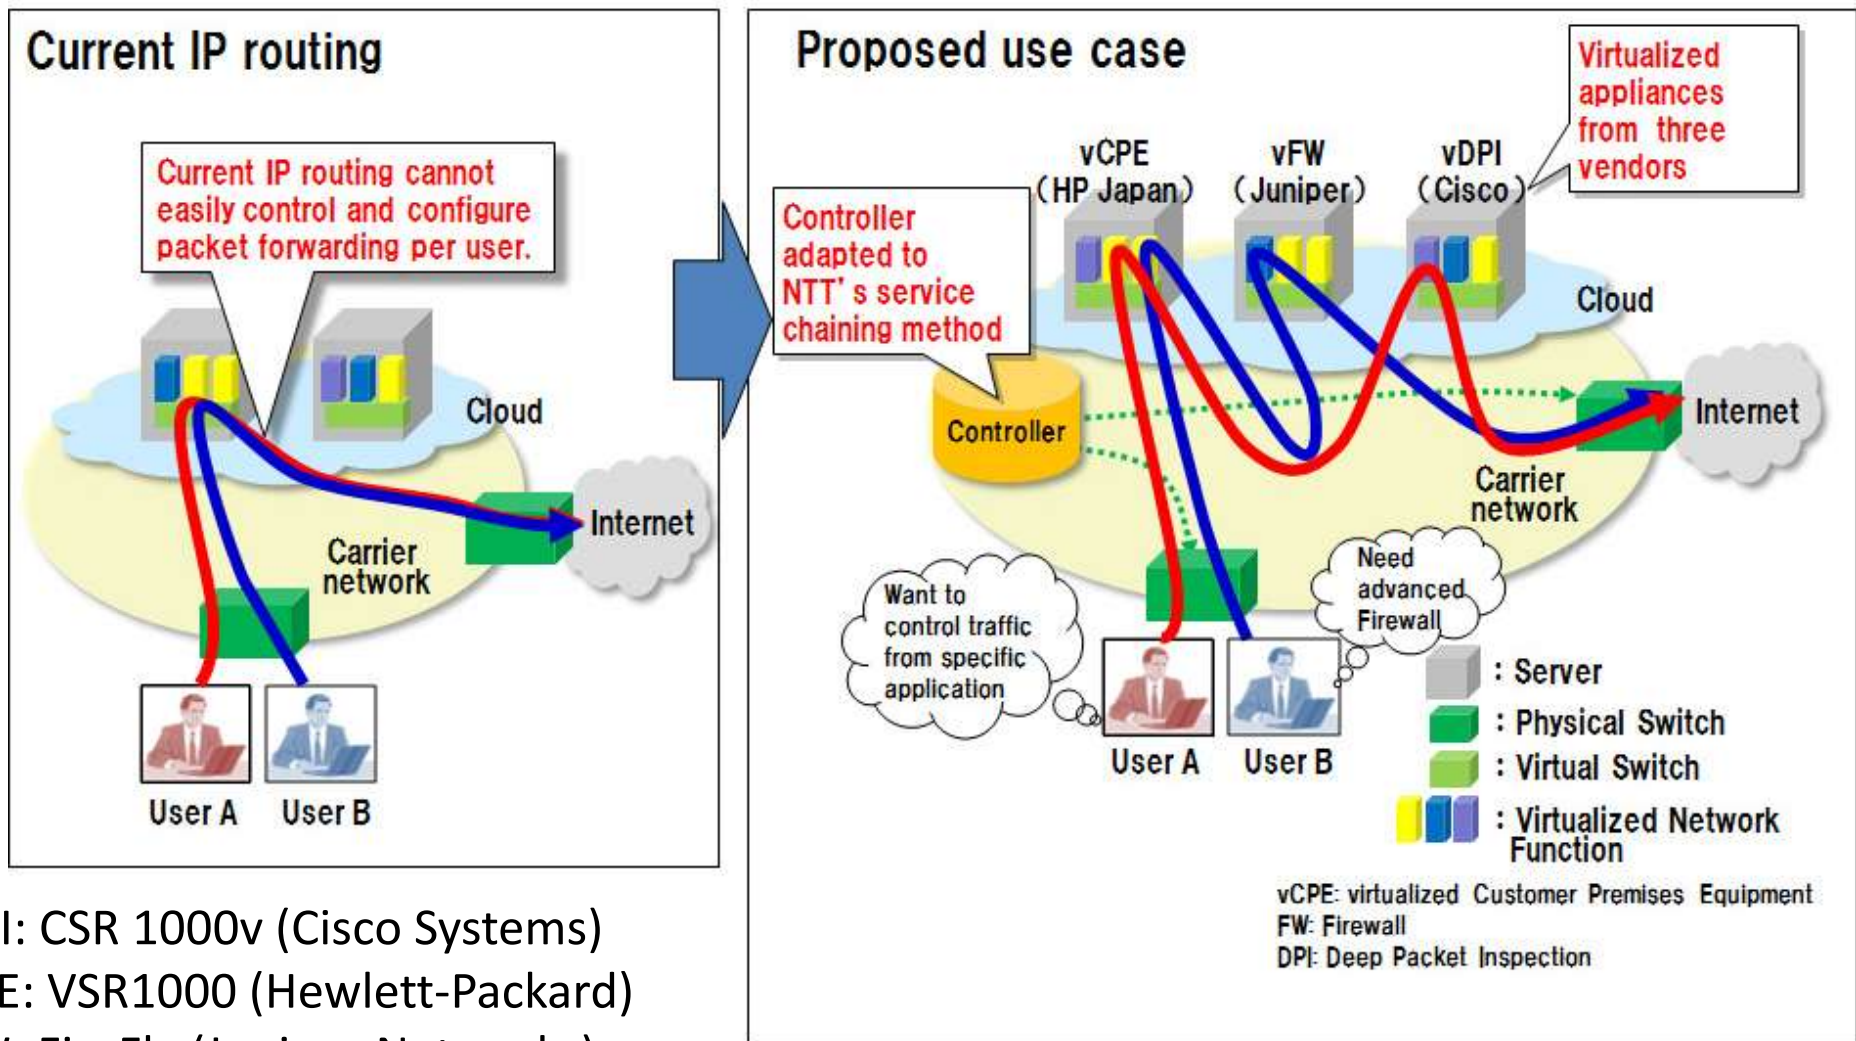 Current IP routing
Current IP routing cannot
easily control and configure
packet forwarding per user.
Cloud
Internet
Carrier
network
User A
User B
I: CSR 1000v (Cisco Systems)
E: VSR1000 (Hewlett-Packard)
Proposed use case
Virtualized
appliances
from three
vendors
vCPE
(HP Japan)
vFW
(Juniper)
vDPI
(Cisco)
Controller
adapted to
NTT's service
chaining method
Cloud
Controller
Internet
Carrier
network
Want to
control traffic
from specific
application
Need
advanced
Firewall
User A
User B
: Server
: Physical Switch
: Virtual Switch
: Virtualized Network
Function
vCPE: virtualized Customer Premises Equipment
FW: Firewall
DPI: Deep Packet Inspection